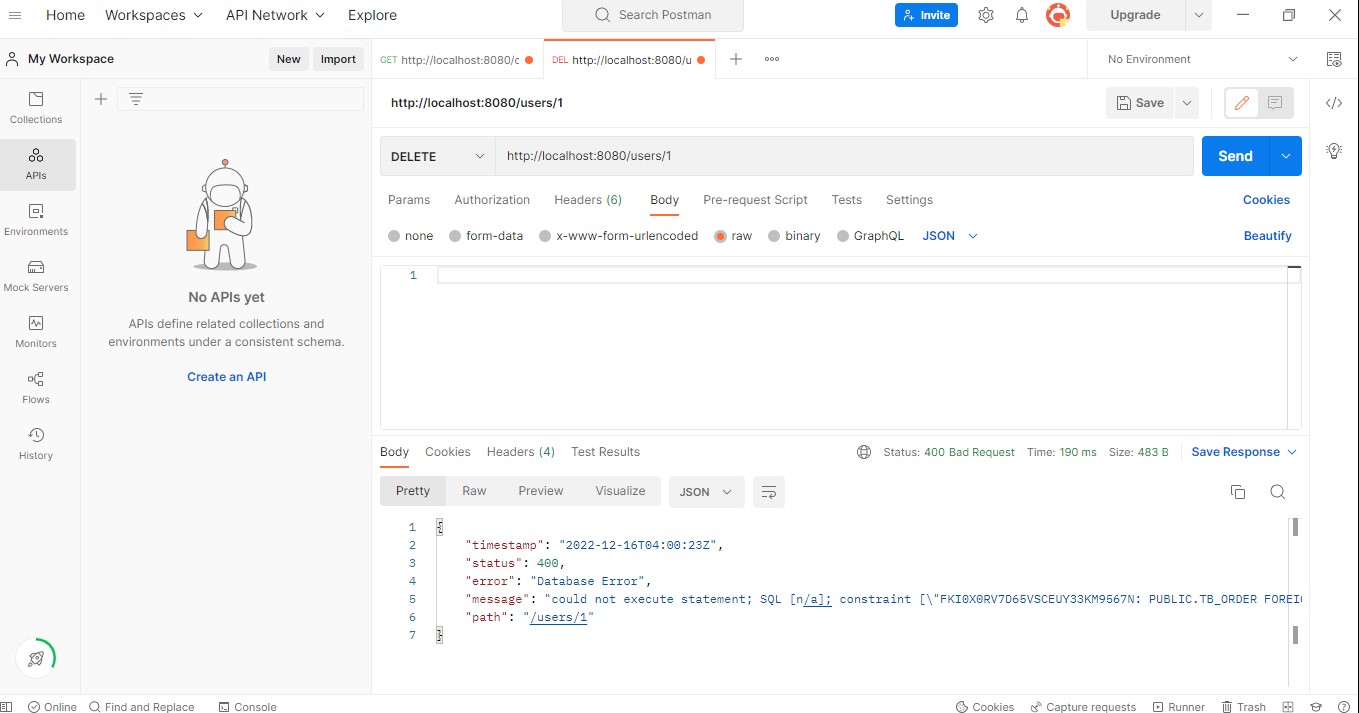 Home Workspaces API Network Explore Search Postman Invite Upgrade
My Workspace New Import GET http://localhost:8080/c DEL http://localhost:8080/u No Environment
http://localhost:8080/users/1 Save
Collections
DELETE http://localhost:8080/users/1 Send
APIs
Params Authorization Headers (6) Body Pre-request Script Tests Settings Cookies
Environments
none form-data x-www-form-urlencoded raw binary GraphQL JSON Beautify
1
Mock Servers
No APIs yet
APIs define related collections and
environments under a consistent schema.
Monitors
Create an API
Flows
History
Body Cookies Headers (4) Test Results Status: 400 Bad Request Time: 190 ms Size: 483 B Save Response
Pretty Raw Preview Visualize JSON
1 {
2 "timestamp": "2022-12-16T04:00:23Z",
3 "status": 400,
4 "error": "Database Error",
5 "message": "could not execute statement; SQL [n/a]; constraint [\"FKI0X0RV7D65VSCEUY33KM9567N: PUBLIC.TB_ORDER FOREI
6 "path": "/users/1"
7 }
Online Find and Replace Console Cookies Capture requests Runner Trash